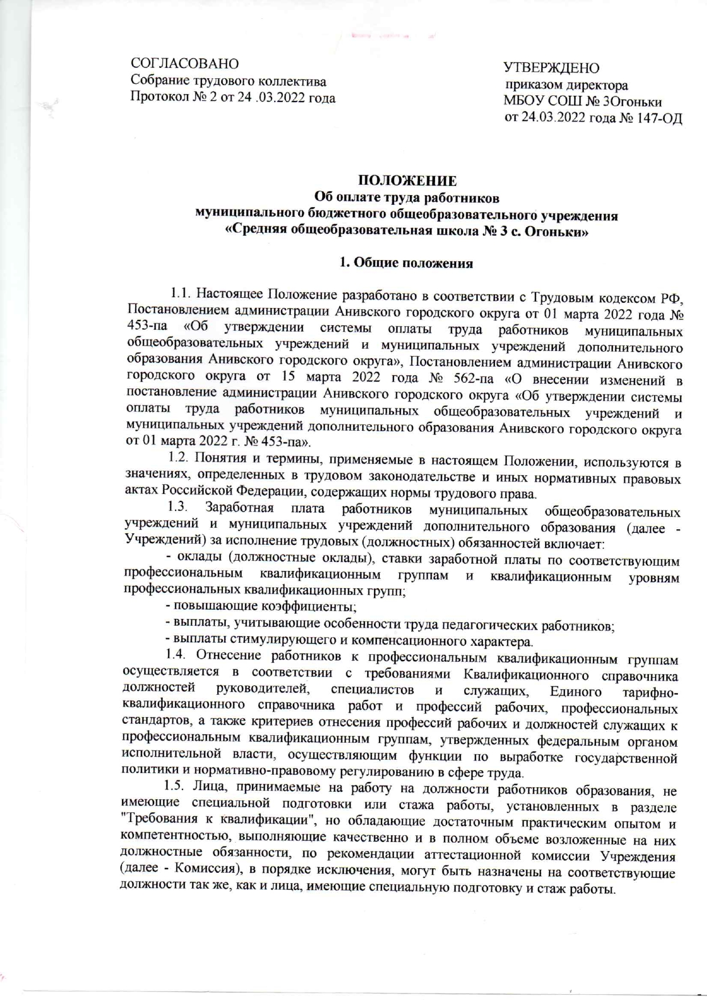 СОГЛАСОВАНО
Собрание трудового коллектива
Протокол № 2 от 24 .03.2022 года
УТВЕРЖДЕНО
приказом директора
МБОУ СОШ № 3Огоньки
от 24.03.2022 года № 147-ОД
ПОЛОЖЕНИЕ
Об оплате труда работников
муниципального бюджетного общеобразовательного учреждения
«Средняя общеобразовательная школа № 3 с. Огоньки»
1. Общие положения
1.1. Настоящее Положение разработано в соответствии с Трудовым кодексом РФ,
Постановлением администрации Анивского городского округа от 01 марта 2022 года №
453-па «Об утверждении системы оплаты труда работников муниципальных
общеобразовательных учреждений и муниципальных учреждений дополнительного
образования Анивского городского округа», Постановлением администрации Анивского
городского округа от 15 марта 2022 года № 562-па «О внесении изменений в
постановление администрации Анивского городского округа «Об утверждении системы
оплаты труда работников муниципальных общеобразовательных учреждений и
муниципальных учреждений дополнительного образования Анивского городского округа
от 01 марта 2022 г. № 453-па».
1.2. Понятия и термины, применяемые в настоящем Положении, используются в
значениях, определенных в трудовом законодательстве и иных нормативных правовых
актах Российской Федерации, содержащих нормы трудового права.
1.3. Заработная плата работников муниципальных общеобразовательных
учреждений и муниципальных учреждений дополнительного образования (далее -
Учреждений) за исполнение трудовых (должностных) обязанностей включает:
- оклады (должностные оклады), ставки заработной платы по соответствующим
профессиональным квалификационным группам и квалификационным уровням
профессиональных квалификационных групп;
- повышающие коэффициенты;
- выплаты, учитывающие особенности труда педагогических работников;
- выплаты стимулирующего и компенсационного характера.
1.4. Отнесение работников к профессиональным квалификационным группам
осуществляется в соответствии с требованиями Квалификационного справочника
должностей руководителей, специалистов и служащих, Единого тарифно-
квалификационного справочника работ и профессий рабочих, профессиональных
стандартов, а также критериев отнесения профессий рабочих и должностей служащих к
профессиональным квалификационным группам, утвержденных федеральным органом
исполнительной власти, осуществляющим функции по выработке государственной
политики и нормативно-правовому регулированию в сфере труда.
1.5. Лица, принимаемые на работу на должности работников образования, не
имеющие специальной подготовки или стажа работы, установленных в разделе
"Требования к квалификации", но обладающие достаточным практическим опытом и
компетентностью, выполняющие качественно и в полном объеме возложенные на них
должностные обязанности, по рекомендации аттестационной комиссии Учреждения
(далее - Комиссия), в порядке исключения, могут быть назначены на соответствующие
должности так же, как и лица, имеющие специальную подготовку и стаж работы.